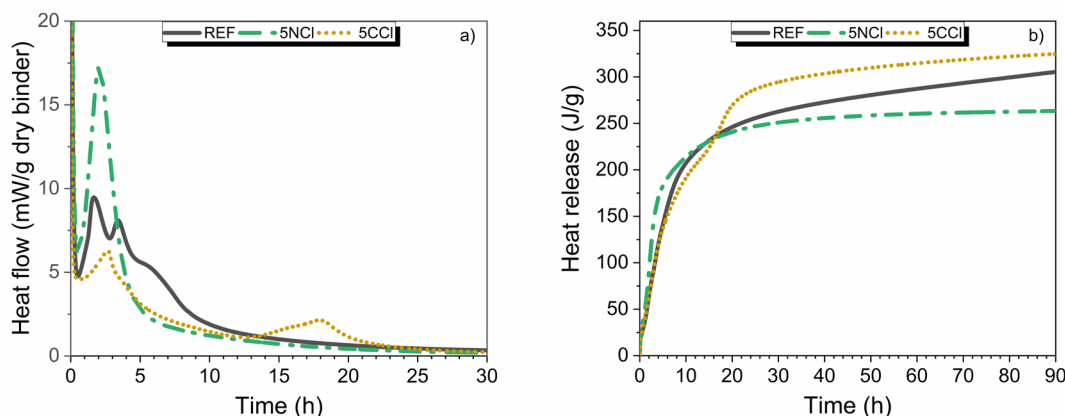 REF 5NCl 5CCl
a)
20
15
10
5
0
Heat flow (mW/g dry binder)
0 5 10 15 20 25 30
Time (h)
REF 5NCl 5CCl
b)
350
300
250
200
150
100
50
0
Heat release (J/g)
0 10 20 30 40 50 60 70 80 90
Time (h)